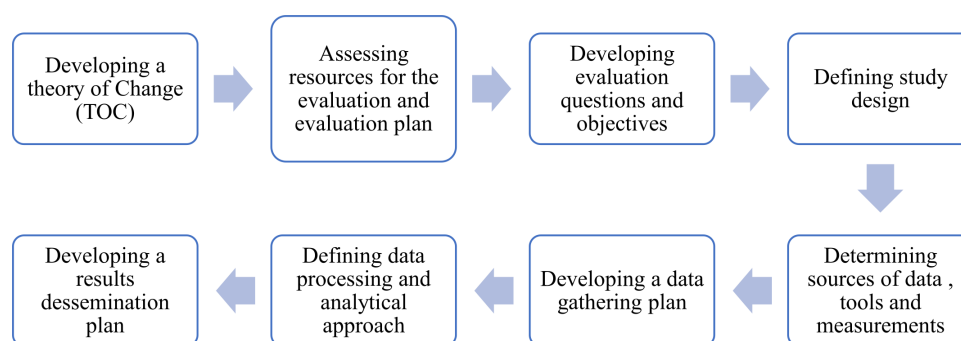 Developing a
theory of Change
(TOC)
Assessing
resources for the
evaluation and
evaluation plan
Developing
evaluation
questions and
objectives
Defining study
design
Determining
sources of data ,
tools and
measurements
Developing a data
gathering plan
Defining data
processing and
analytical
approach
Developing a
results
dessemination
plan